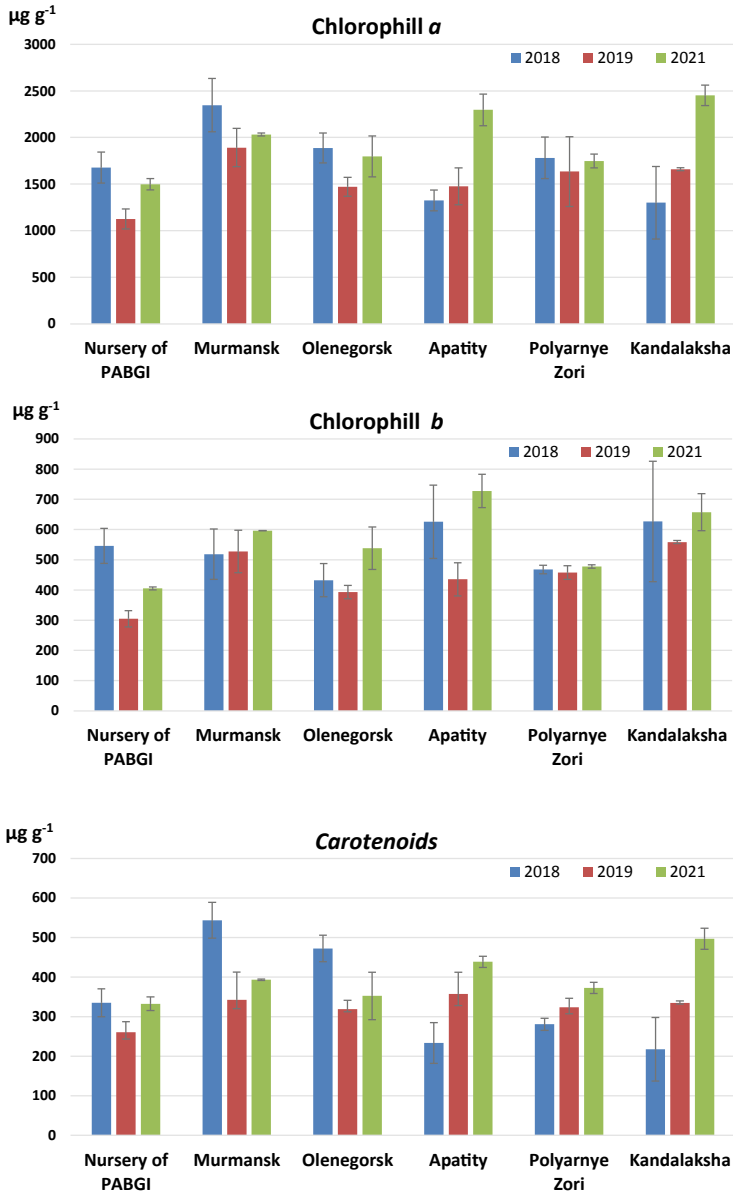 µg g-1
Chlorophill a
2018 2019 2021
3000
2500
2000
1500
1000
500
0
Nursery of PABGI Murmansk Olenegorsk Apatity Polyarnye Zori Kandalaksha
µg g-1
Chlorophill b
2018 2019 2021
900
800
700
600
500
400
300
200
100
0
Nursery of PABGI Murmansk Olenegorsk Apatity Polyarnye Zori Kandalaksha
µg g-1
Carotenoids
2018 2019 2021
700
600
500
400
300
200
100
0
Nursery of PABGI Murmansk Olenegorsk Apatity Polyarnye Zori Kandalaksha